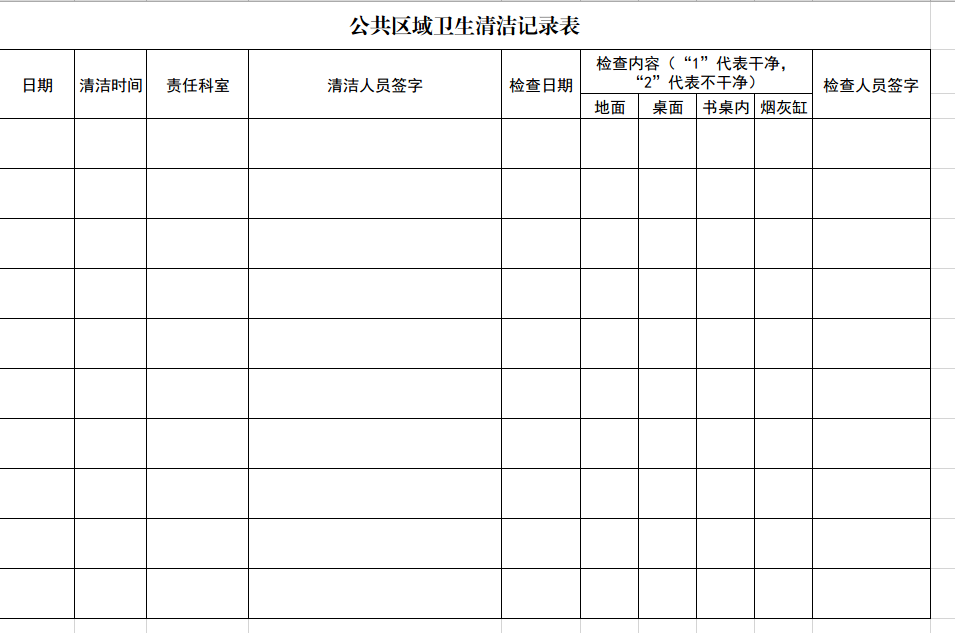 公共区域卫生清洁记录表
日期
清洁时间
责任科室
清洁人员签字
检查日期
检查内容（“1”代表干净，
“2”代表不干净）
检查人员签字
地面
桌面
书桌内
烟灰缸